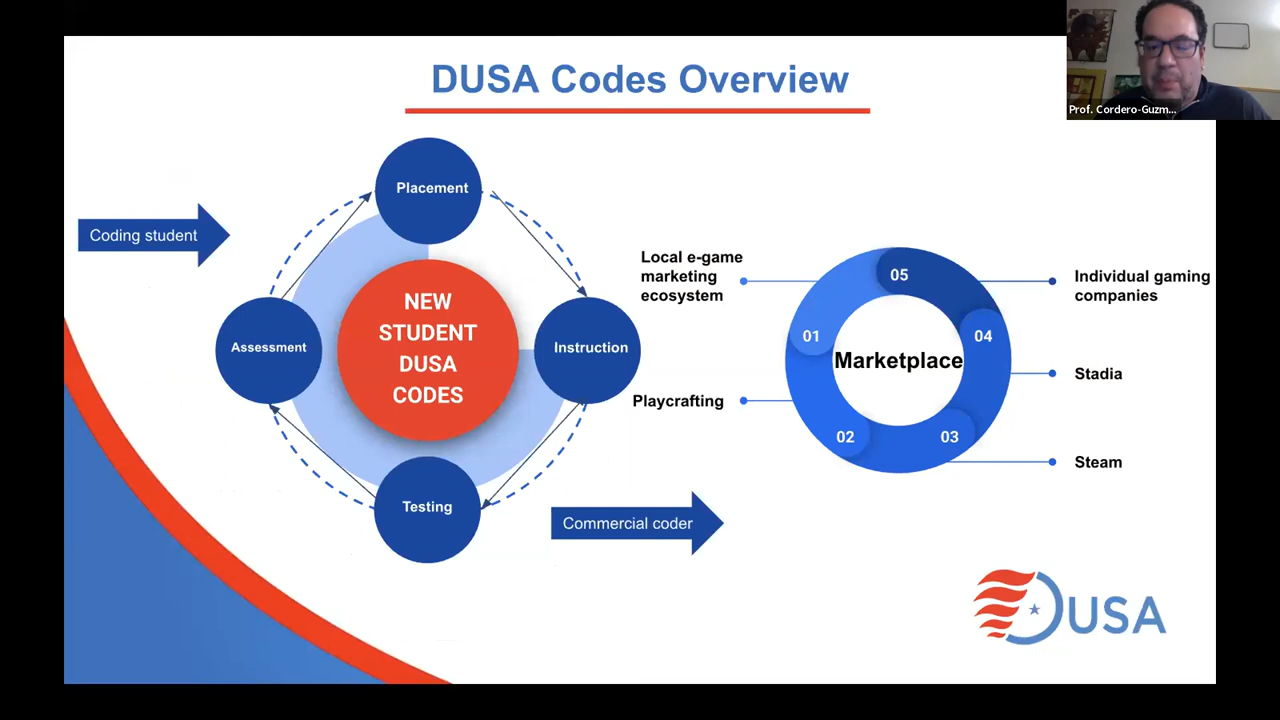 DUSA Codes Overview
Prof. Cordero-Guzm...
Placement
Coding student
NEW
STUDENT
DUSA
CODES
Assessment
Instruction
Testing
Commercial coder
Local e-game
marketing
ecosystem
Playcrafting
05
01
04
Marketplace
02
03
Individual gaming
companies
Stadia
Steam
DUSA